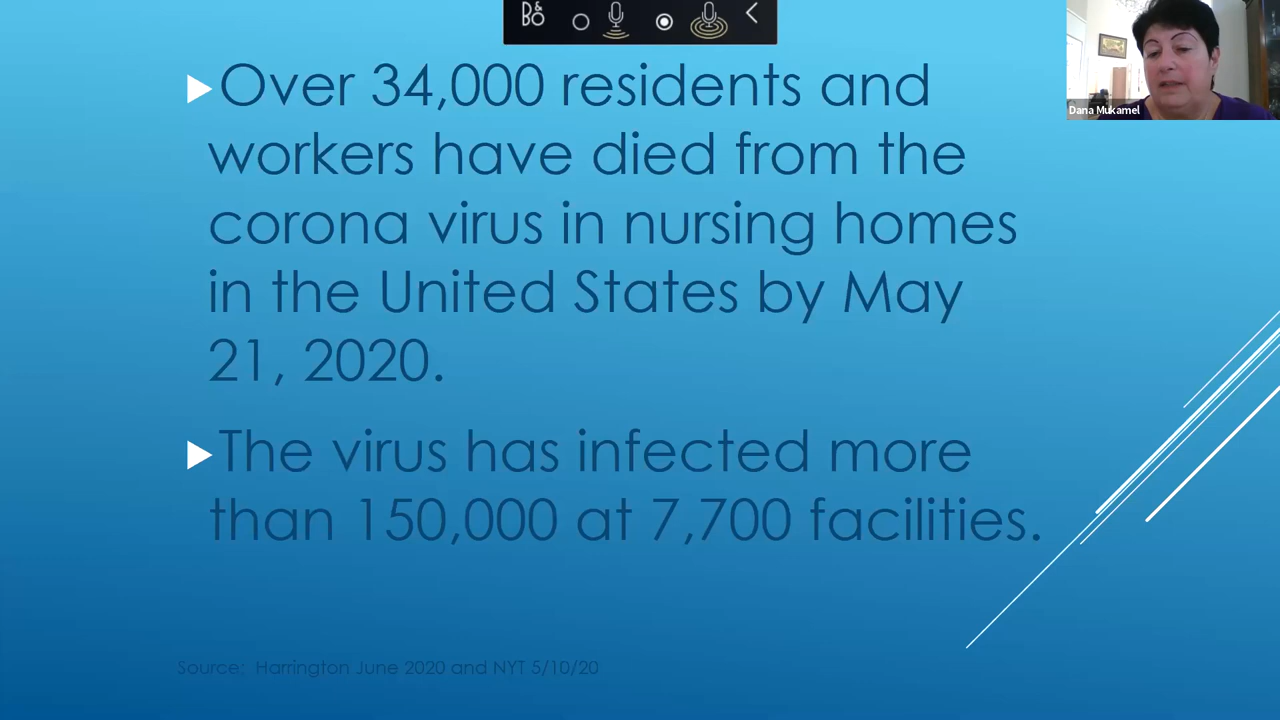 B&O
Over 34,000 residents and
workers have died from the
corona virus in nursing homes
in the United States by May
21, 2020.
The virus has infected more
than 150,000 at 7,700 facilities.
Source: Harrington June 2020 and NYT 5/10/20
Dana Mukamel